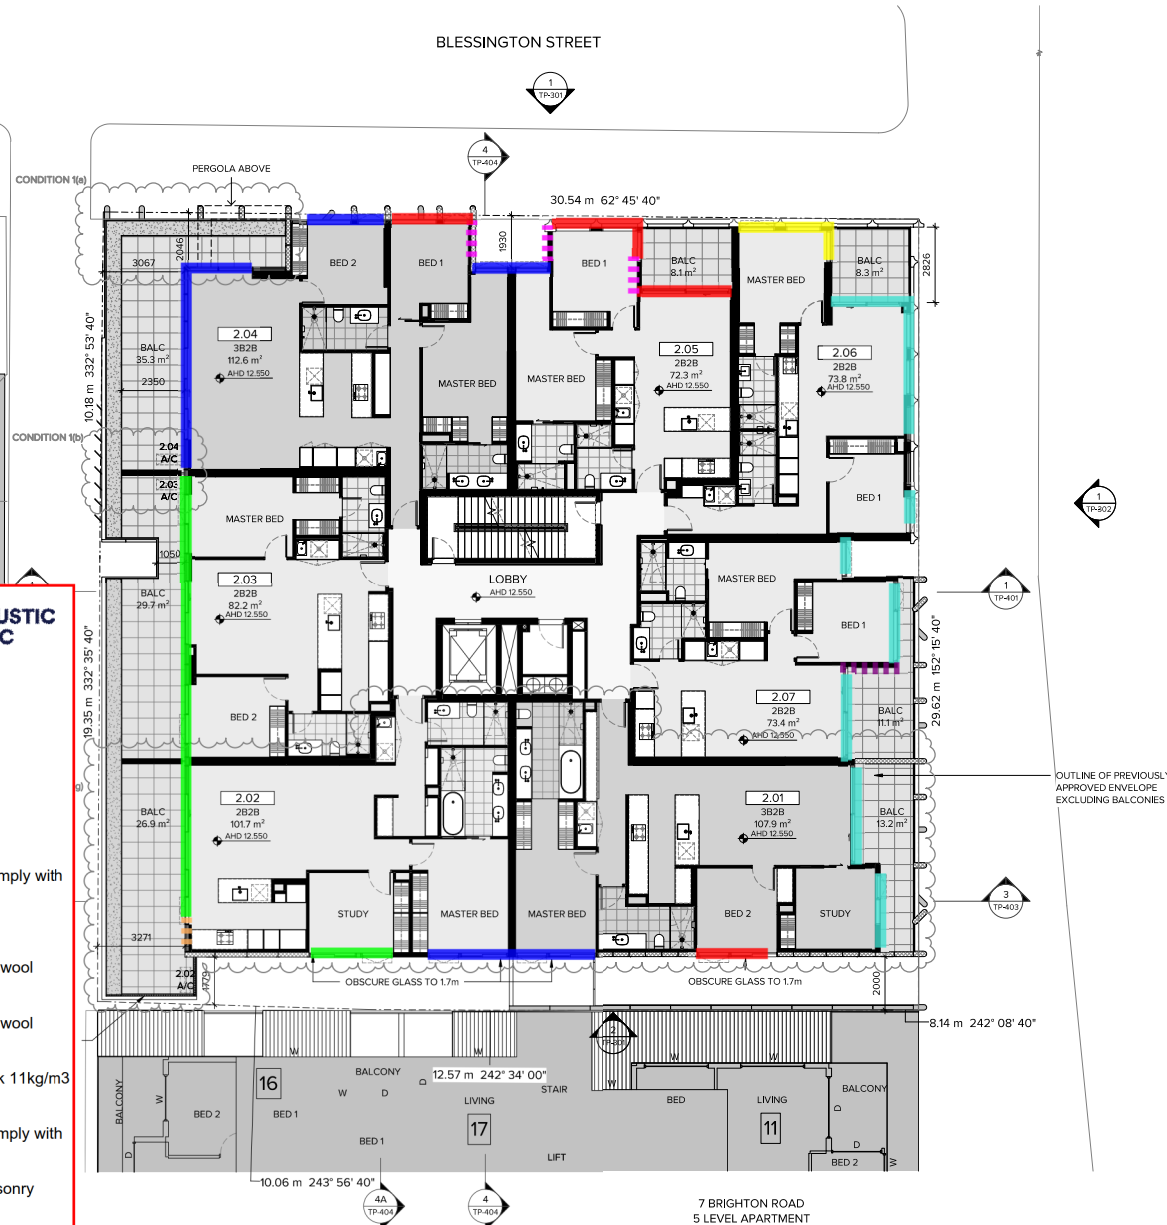 BLESSINGTON STREET
1
TP-301
4
TP-404
PERGOLA ABOVE
CONDITION 1(a)
30.54 m 62° 45' 40"
2046
1930
3067
2826
BED 2
BED 1
BED 1
BALC
8.1 m²
MASTER BED
BALC
8.3 m²
10.18 m 332° 53' 40"
BALC
35.3 m²
2350
2.04
3B2B
112.6 m²
AHD 12.550
MASTER BED
MASTER BED
2.05
2B2B
72.3 m²
AHD 12.550
2.06
2B2B
73.8 m²
AHD 12.550
CONDITION 1(b)
2.04
A/C
2.03
A/C
MASTER BED
BED 1
1
TP-302
1050
LOBBY
AHD 12.550
MASTER BED
BALC
29.7 m²
2.03
2B2B
82.2 m²
AHD 12.550
BED 1
1
TP-401
USTIC
C
19.35 m 332° 35' 40"
29.62 m 152° 15' 40"
BED 2
2.07
2B2B
73.4 m²
AHD 12.550
BALC
11.1 m²
OUTLINE OF PREVIOUSLY
APPROVED ENVELOPE
EXCLUDING BALCONIES
BALC
26.9 m²
2.02
2B2B
101.7 m²
AHD 12.550
2.01
3B2B
107.9 m²
AHD 12.550
BALC
13.2 m²
mply with
STUDY
MASTER BED
MASTER BED
BED 2
STUDY
3
TP-403
3271
wool
2.02
A/C
1779
OBSCURE GLASS TO 1.7m
OBSCURE GLASS TO 1.7m
2000
wool
2
TP-301
8.14 m 242° 08' 40"
W
W
W
W
k 11kg/m3
12.57 m 242° 34' 00"
BALCONY
W
BED 2
D
16
BED 1
BALCONY
W
D
D
BED 1
LIVING
17
STAIR
LIFT
BED
LIVING
11
BALCONY
D
D
BED 2
W
mply with
sonry
10.06 m 243° 56' 40"
4A
TP-404
4
TP-404
7 BRIGHTON ROAD
5 LEVEL APARTMENT